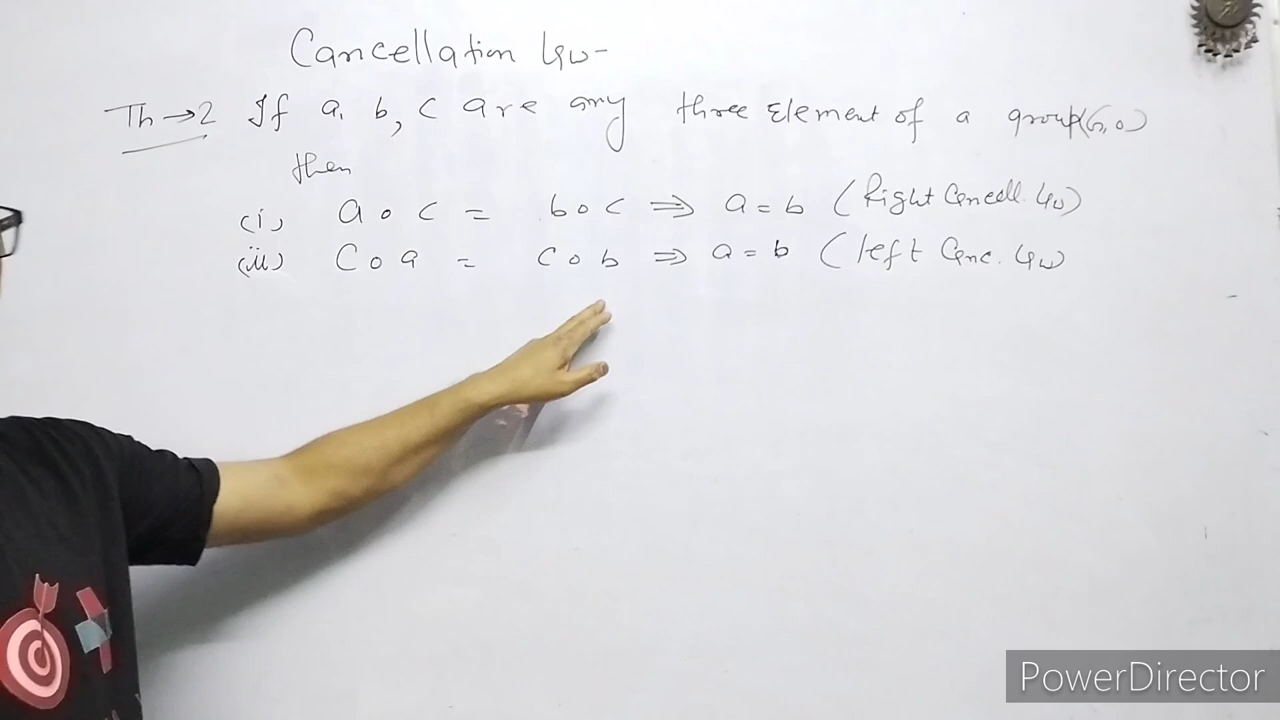 Cancellation Law-
Th→2 If a, b, c are any three element of a group(G,o)
then
(i) a o c = b o c ⇒ a = b (Right Cancell. Law)
(ii) c o a = c o b ⇒ a = b (left Canc. Law)
PowerDirector